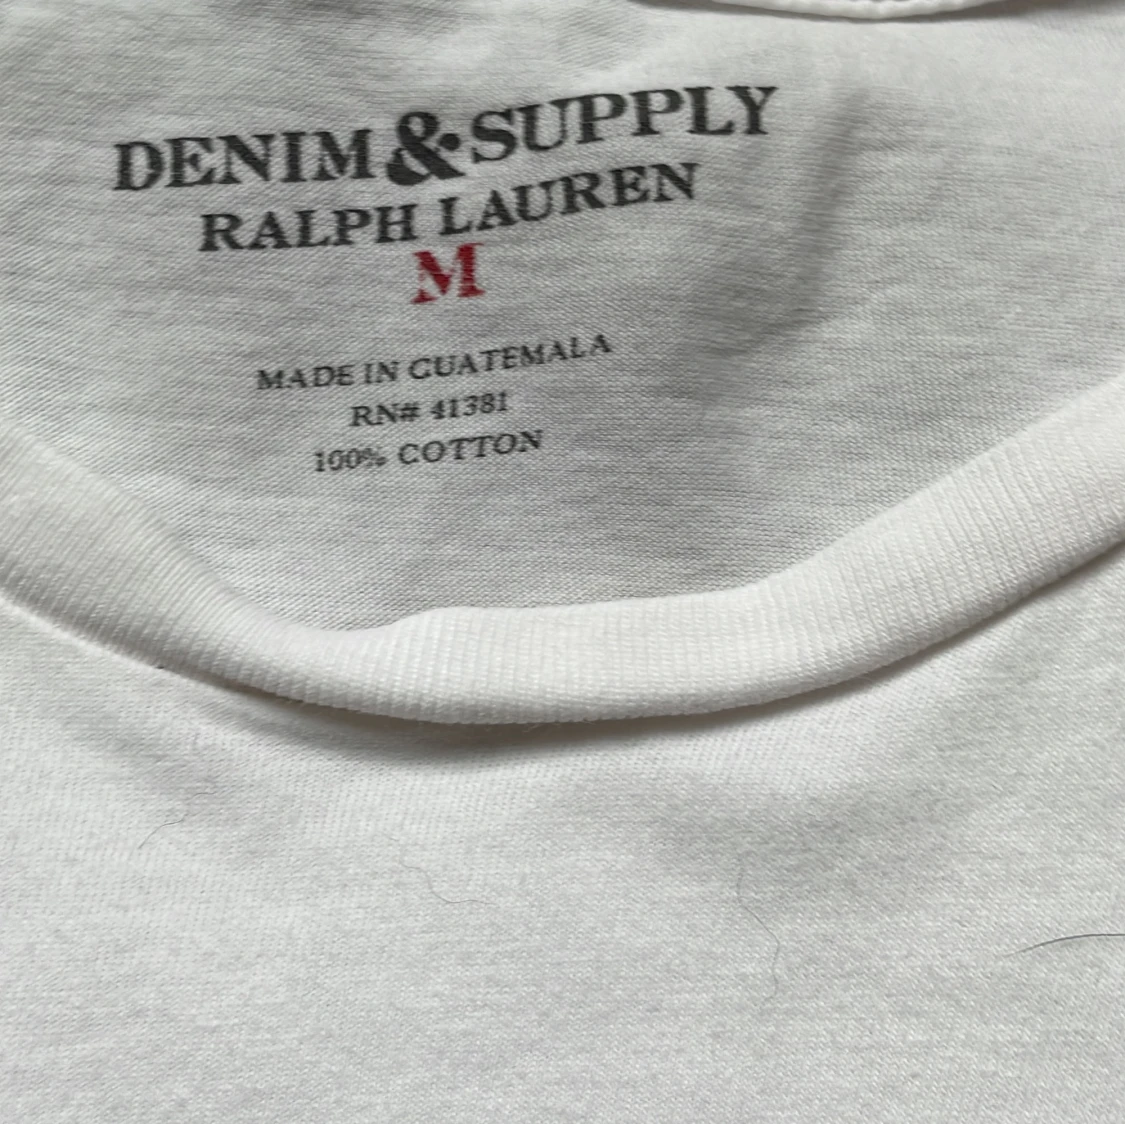 DENIM & SUPPLY
RALPH LAUREN
M
MADE IN GUATEMALA
RN# 41381
100% COTTON